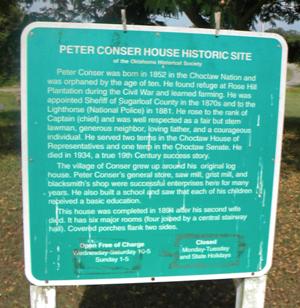 PETER CONSER HOUSE HISTORIC SITE
of the Oklahoma Historical Society
Peter Conser was born in 1852 in the Choctaw Nation and
was orphaned by the age of ten. He found refuge at Rose Hill
Plantation during the Civil War and learned farming. He was
appointed Sheriff of Sugarloaf County in the 1870s and to the
Lighthorse (National Police) in 1881. He rose to the rank of
Captain (chief) and was well respected as a fair but stern
lawman, generous neighbor, loving father, and a courageous
individual. He served two terms in the Choctaw House of
Representatives and one term in the Choctaw Senate. He
died in 1934, a true 19th Century success story.
The village of Conser grew up around his original log
house. Peter Conser's general store, saw mill, grist mill, and
blacksmith's shop were successful enterprises here for many
years. He also built a school and saw that each of his children
received a basic education.
This house was completed in 1894 after his second wife
died. It has six major rooms (four joined by a central stairway
hall). Covered porches flank two sides.
Open Free of Charge
Wednesday-Saturday 10-5
Sunday 1-5
Closed
Monday-Tuesday
and State Holidays